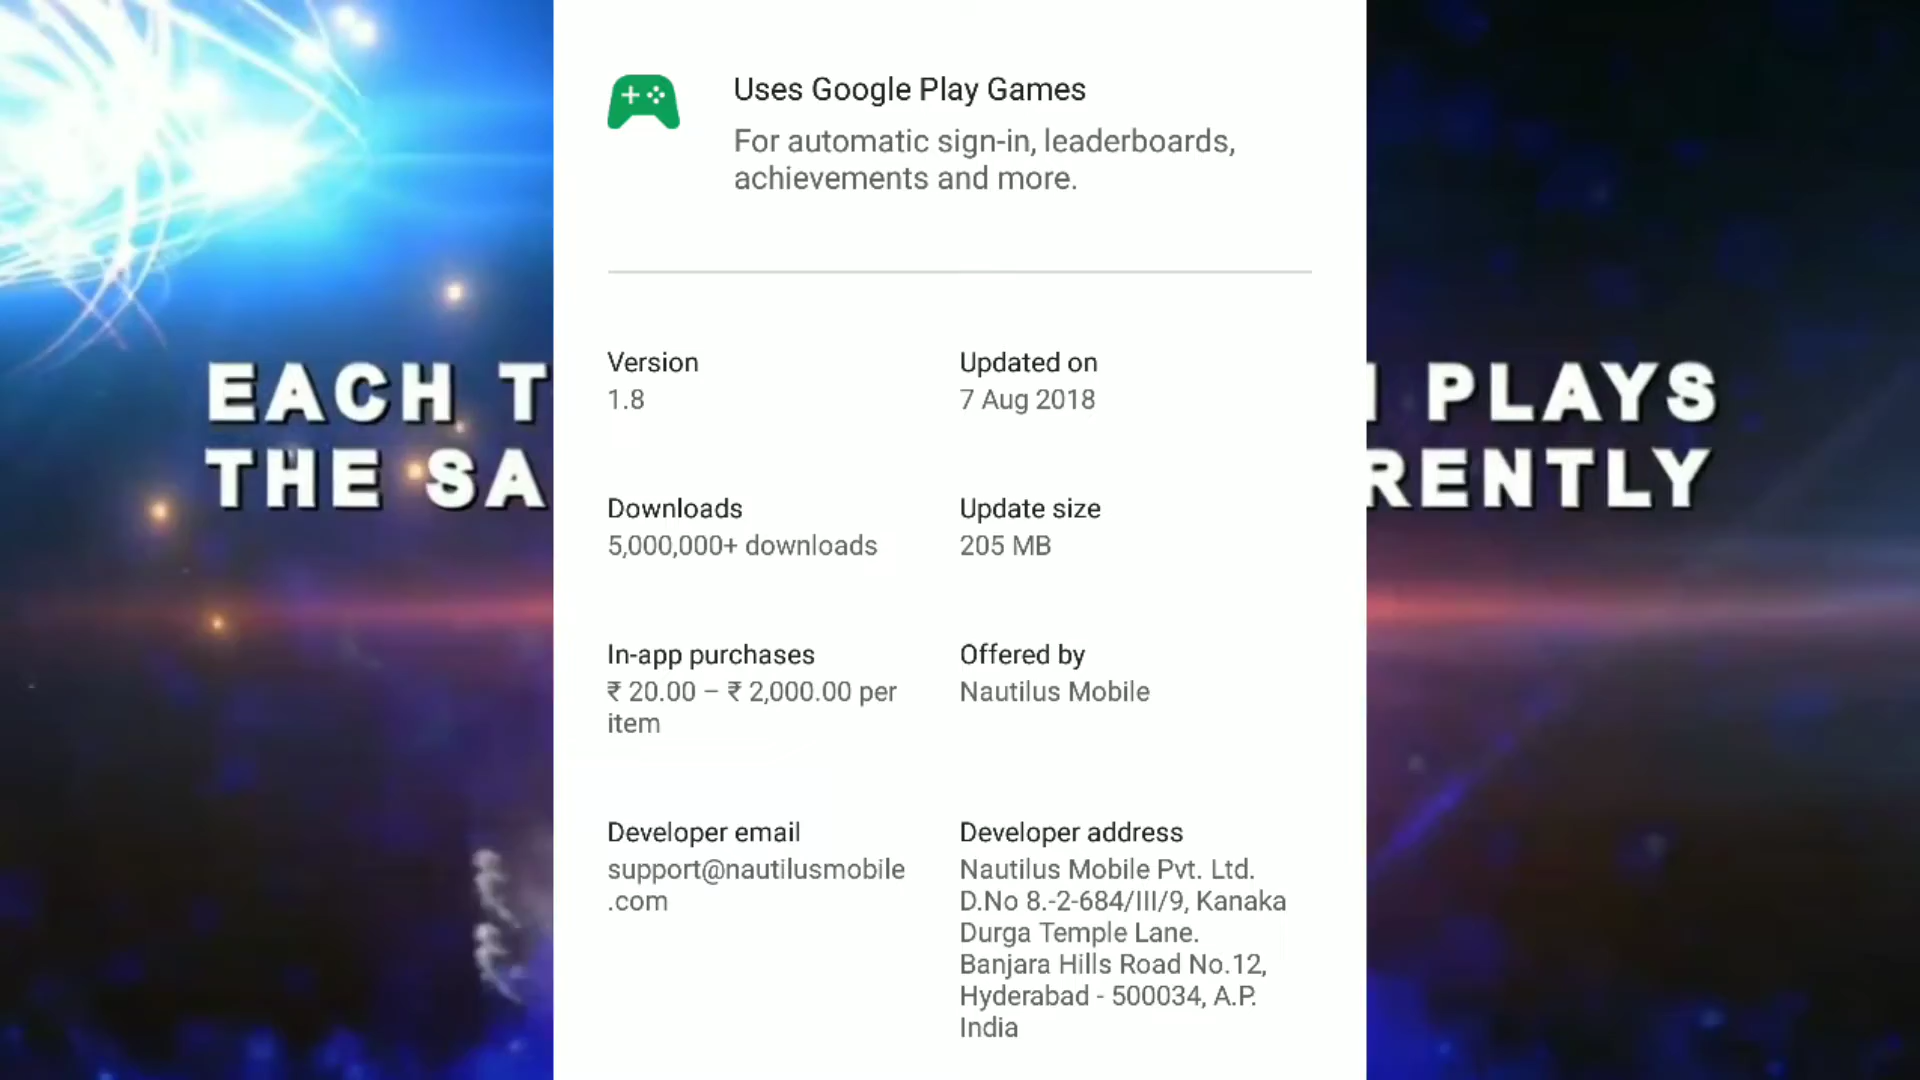 Uses Google Play Games
For automatic sign-in, leaderboards,
achievements and more.
EACH T
PLAYS
THE SA
RENTLY
Version
1.8
Updated on
7 Aug 2018
Downloads
5,000,000+ downloads
Update size
205 MB
In-app purchases
₹ 20.00 – ₹ 2,000.00 per
item
Offered by
Nautilus Mobile
Developer email
support@nautilusmobile
.com
Developer address
Nautilus Mobile Pvt. Ltd.
D.No 8.-2-684/III/9, Kanaka
Durga Temple Lane.
Banjara Hills Road No.12,
Hyderabad - 500034, A.P.
India